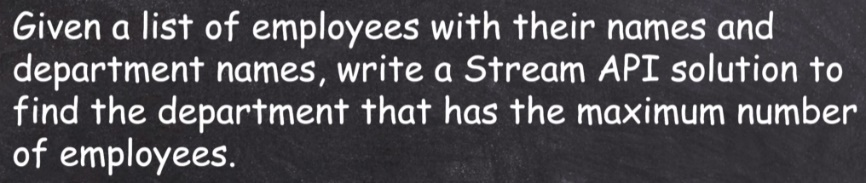 Given a list of employees with their names and
department names, write a Stream API solution to
find the department that has the maximum number
of employees.